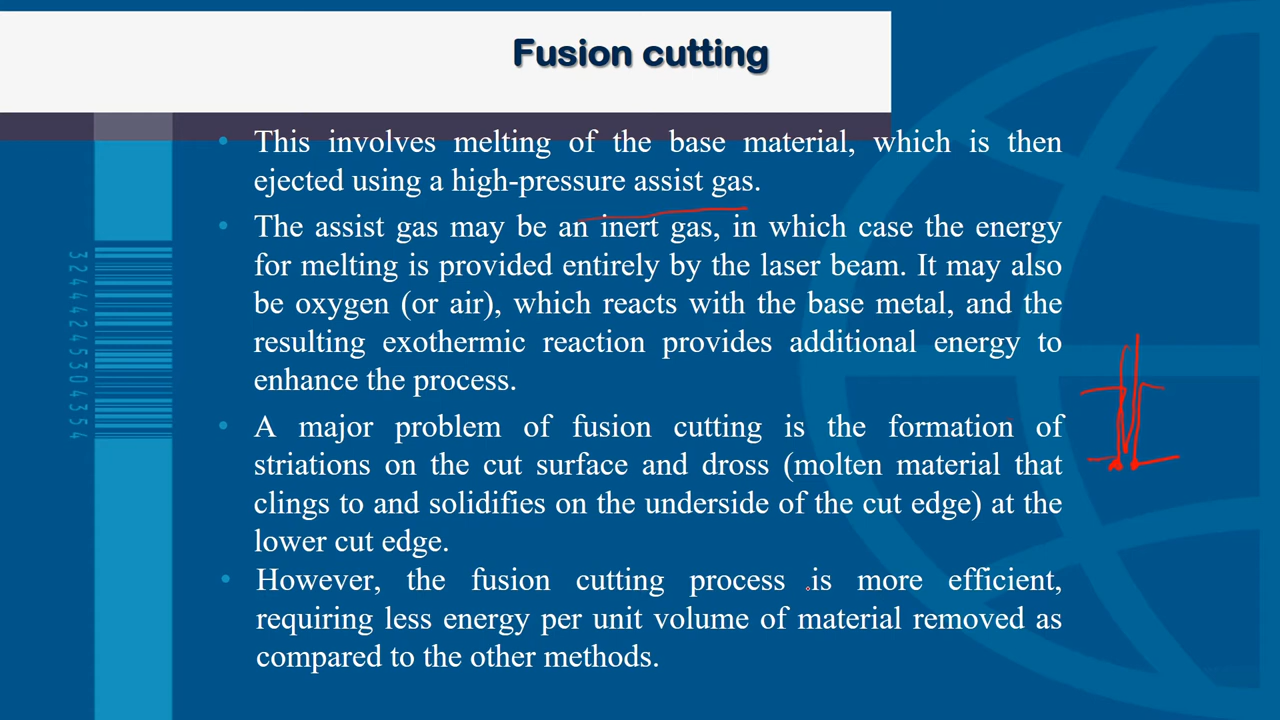 Fusion cutting
• This involves melting of the base material, which is then
ejected using a high-pressure assist gas.
• The assist gas may be an inert gas, in which case the energy
for melting is provided entirely by the laser beam. It may also
be oxygen (or air), which reacts with the base metal, and the
resulting exothermic reaction provides additional energy to
enhance the process.
• A major problem of fusion cutting is the formation of
striations on the cut surface and dross (molten material that
clings to and solidifies on the underside of the cut edge) at the
lower cut edge.
• However, the fusion cutting process is more efficient,
requiring less energy per unit volume of material removed as
compared to the other methods.
32444245304354